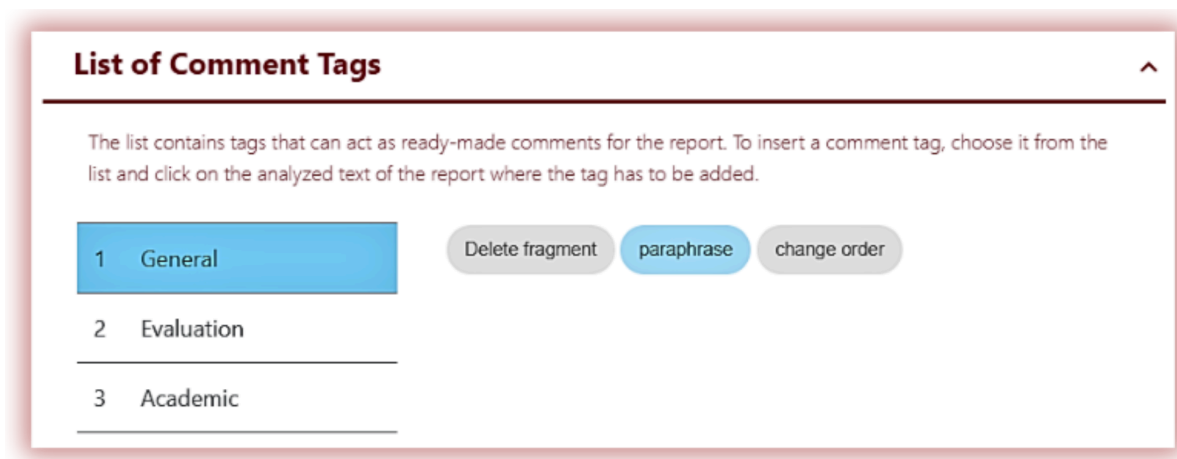 List of Comment Tags
The list contains tags that can act as ready-made comments for the report. To insert a comment tag, choose it from the
list and click on the analyzed text of the report where the tag has to be added.
1 General
Delete fragment paraphrase change order
2 Evaluation
3 Academic